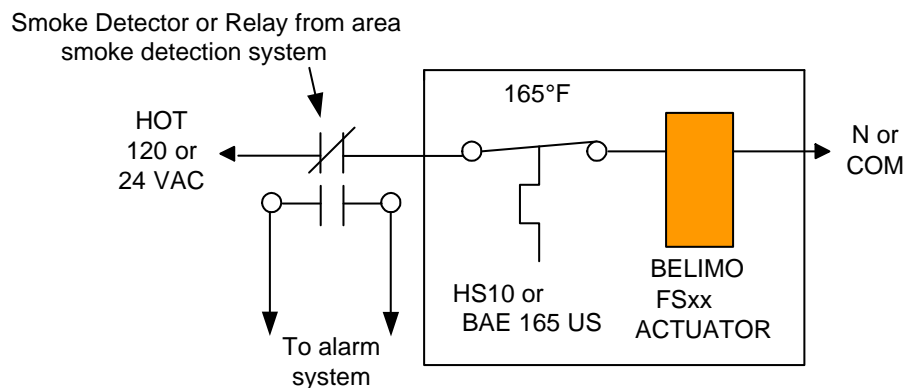 Smoke Detector or Relay from area
smoke detection system
165°F
HOT
120 or
24 VAC
N or
COM
HS10 or
BAE 165 US
BELIMO
FSxx
ACTUATOR
To alarm
system